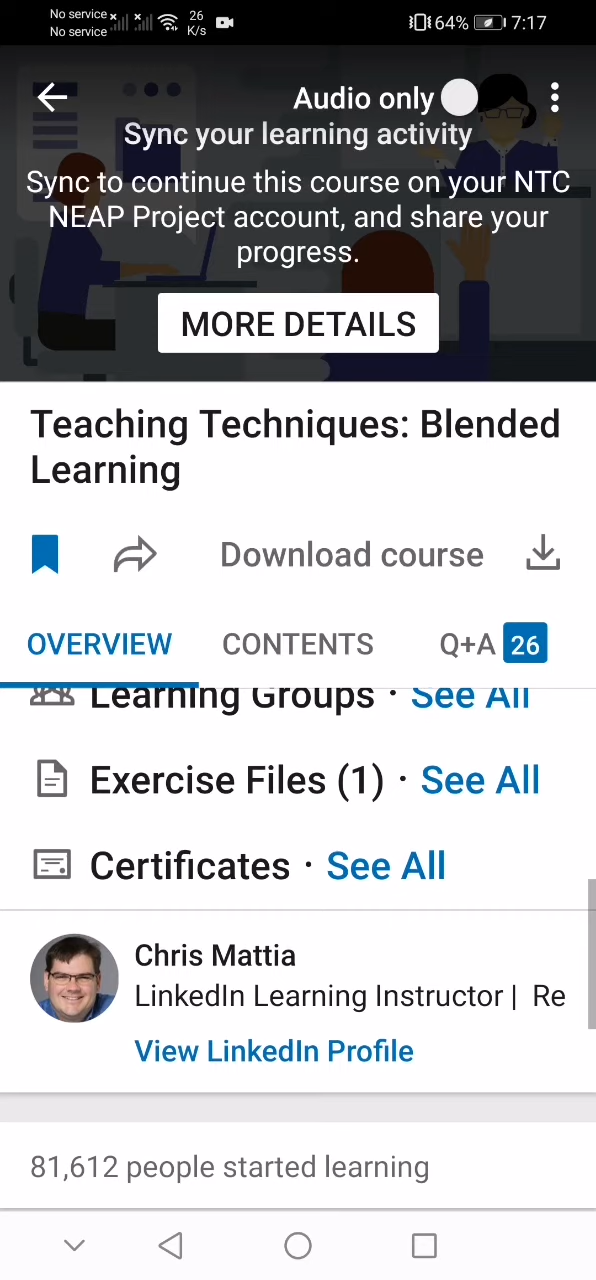 No service
No service
26
K/s
64%
7:17
Audio only
Sync your learning activity
Sync to continue this course on your NTC
NEAP Project account, and share your
progress.
MORE DETAILS
Teaching Techniques: Blended
Learning
Download course
OVERVIEW CONTENTS Q+A 26
Learning Groups · See All
Exercise Files (1) · See All
Certificates · See All
Chris Mattia
LinkedIn Learning Instructor | Re
View LinkedIn Profile
81,612 people started learning